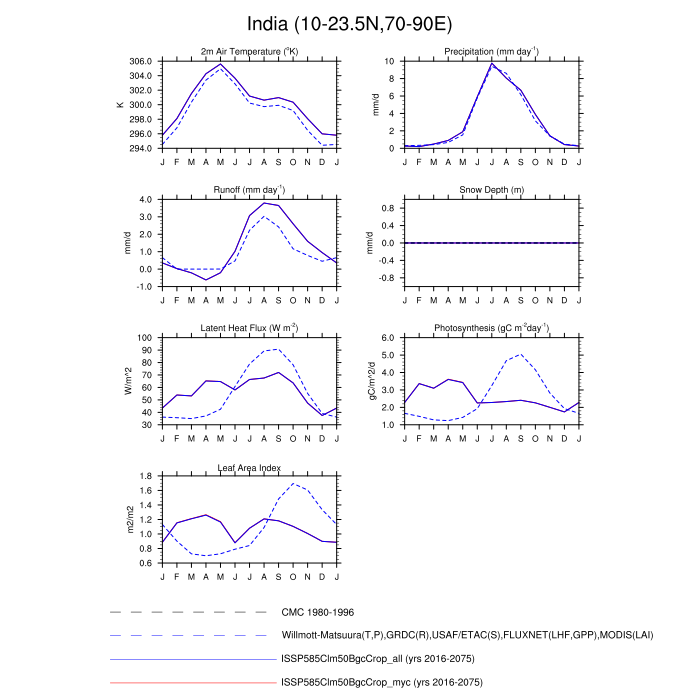 India (10-23.5N,70-90E)
2m Air Temperature (°K)
306.0
304.0
302.0
300.0
298.0
296.0
294.0
K
J F M A M J J A S O N D J
Precipitation (mm day⁻¹)
10
8
6
4
2
0
mm/d
J F M A M J J A S O N D J
Runoff (mm day⁻¹)
4.0
3.0
2.0
1.0
0.0
-1.0
mm/d
J F M A M J J A S O N D J
Snow Depth (m)
0.8
0.4
0.0
-0.4
-0.8
mm/d
J F M A M J J A S O N D J
Latent Heat Flux (W m⁻²)
100
90
80
70
60
50
40
30
W/m^2
J F M A M J J A S O N D J
Photosynthesis (gC m⁻²day⁻¹)
6.0
5.0
4.0
3.0
2.0
1.0
gC/m^2/d
J F M A M J J A S O N D J
Leaf Area Index
1.8
1.6
1.4
1.2
1.0
0.8
0.6
m2/m2
J F M A M J J A S O N D J
CMC 1980-1996
Willmott-Matsuura(T,P),GRDC(R),USAF/ETAC(S),FLUXNET(LHF,GPP),MODIS(LAI)
ISSP585Clm50BgcCrop_all (yrs 2016-2075)
ISSP585Clm50BgcCrop_myc (yrs 2016-2075)